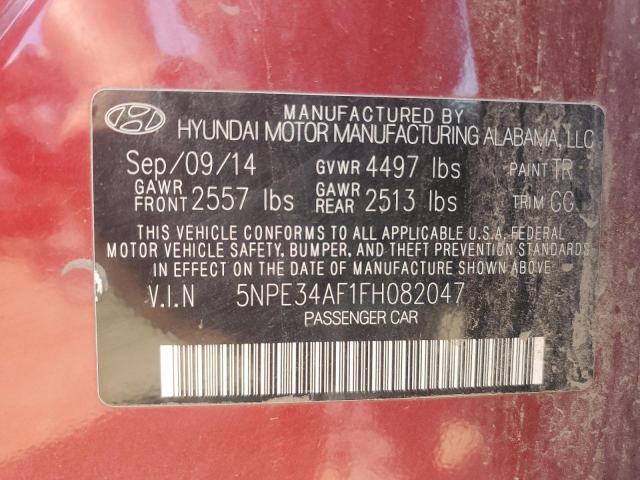 MANUFACTURED BY
HYUNDAI MOTOR MANUFACTURING ALABAMA, LLC
Sep/09/14 GVWR 4497 lbs PAINT TR
GAWR FRONT 2557 lbs GAWR REAR 2513 lbs TRIM CG
THIS VEHICLE CONFORMS TO ALL APPLICABLE U.S.A. FEDERAL
MOTOR VEHICLE SAFETY, BUMPER, AND THEFT PREVENTION STANDARDS
IN EFFECT ON THE DATE OF MANUFACTURE SHOWN ABOVE.
V.I.N 5NPE34AF1FH082047
PASSENGER CAR